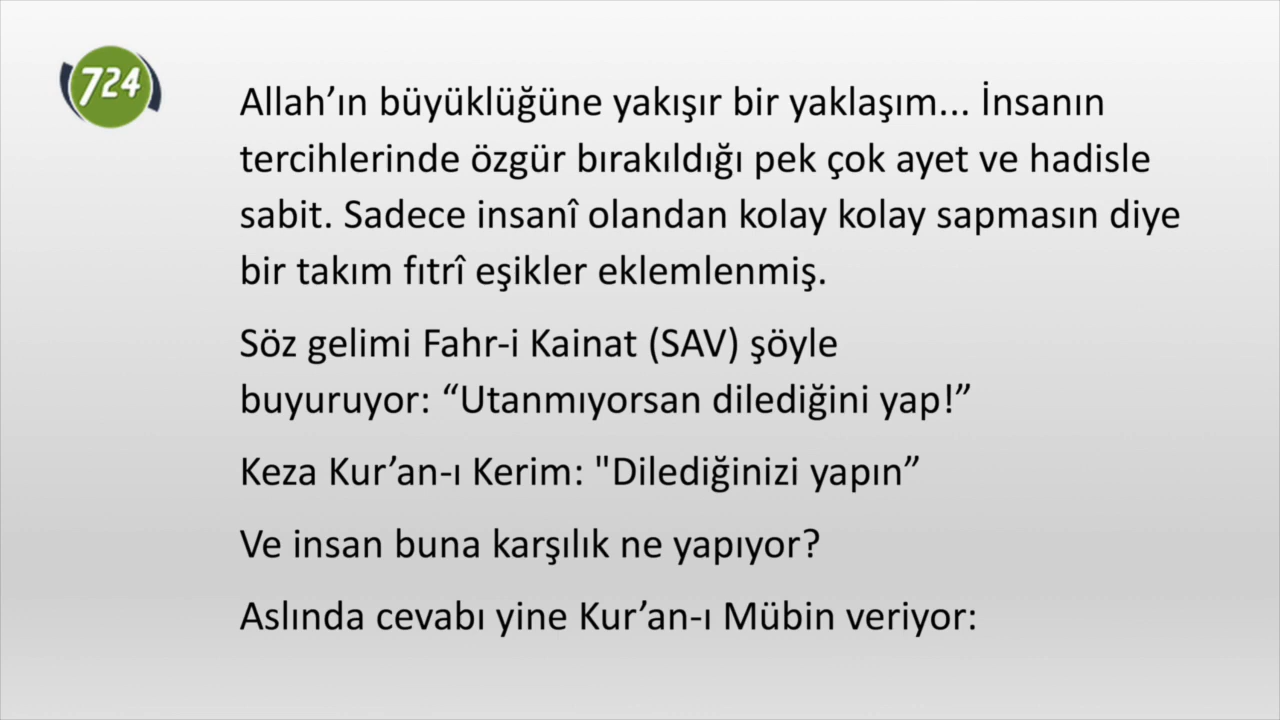 724
Allah’ın büyüklüğüne yakışır bir yaklaşım... İnsanın
tercihlerinde özgür bırakıldığı pek çok ayet ve hadisle
sabit. Sadece insanî olandan kolay kolay sapmasın diye
bir takım fıtrî eşikler eklemlenmiş.
Söz gelimi Fahr-i Kainat (SAV) şöyle
buyuruyor: “Utanmıyorsan dilediğini yap!”
Keza Kur’an-ı Kerim: "Dilediğinizi yapın”
Ve insan buna karşılık ne yapıyor?
Aslında cevabı yine Kur’an-ı Mübin veriyor: